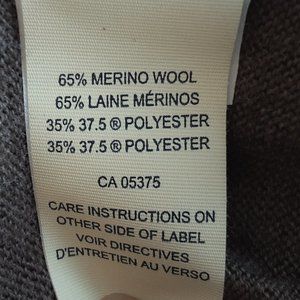 65% MERINO WOOL
65% LAINE MÉRINOS
35% 37.5 ® POLYESTER
35% 37.5 ® POLYESTER
CA 05375
CARE INSTRUCTIONS ON
OTHER SIDE OF LABEL
VOIR DIRECTIVES
D'ENTRETIEN AU VERSO